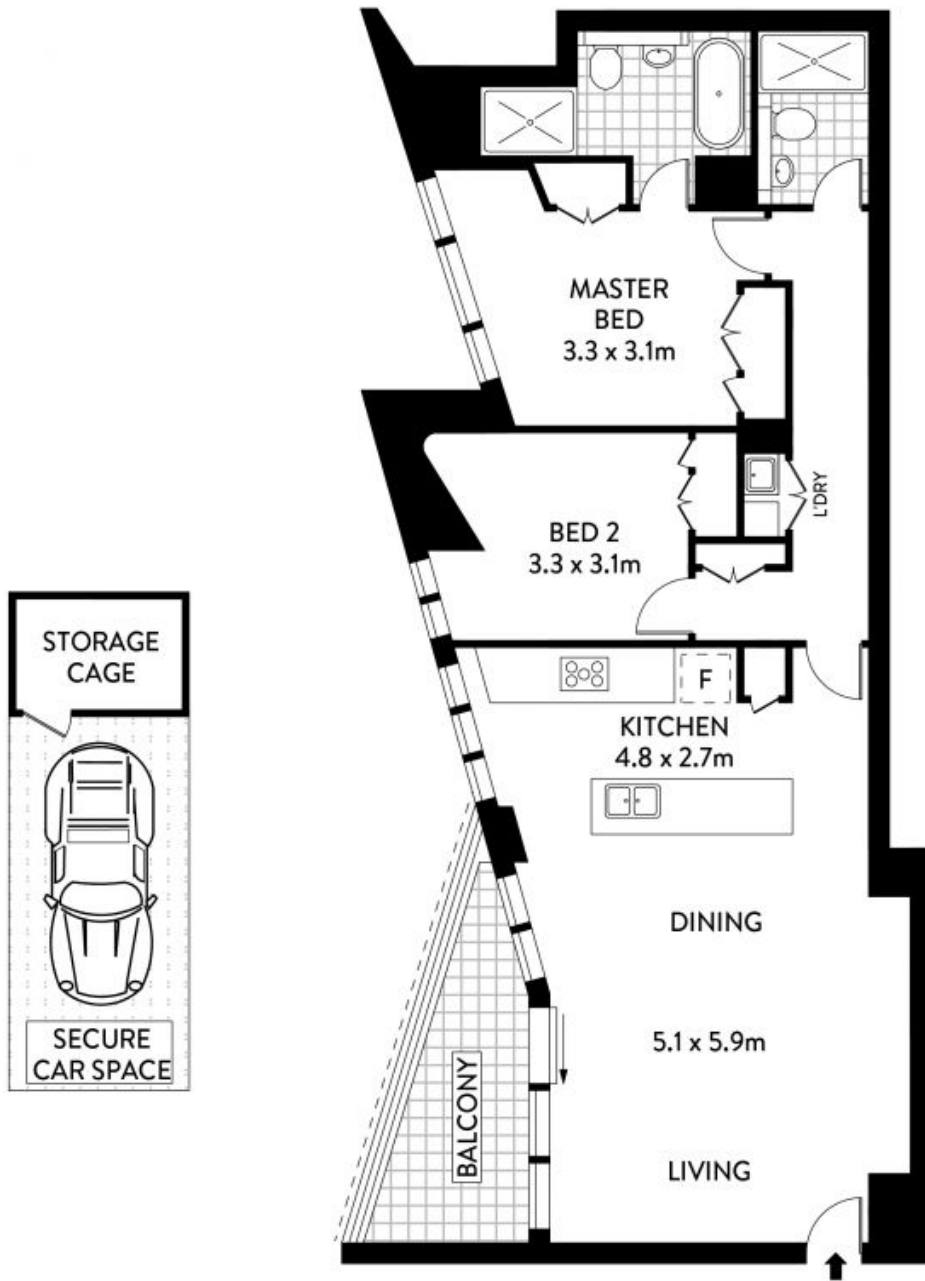 MASTER
BED
3.3 x 3.1m
BED 2
3.3 x 3.1m
L'DRY
STORAGE
CAGE
F
KITCHEN
4.8 x 2.7m
DINING
5.1 x 5.9m
SECURE
CAR SPACE
BALCONY
LIVING